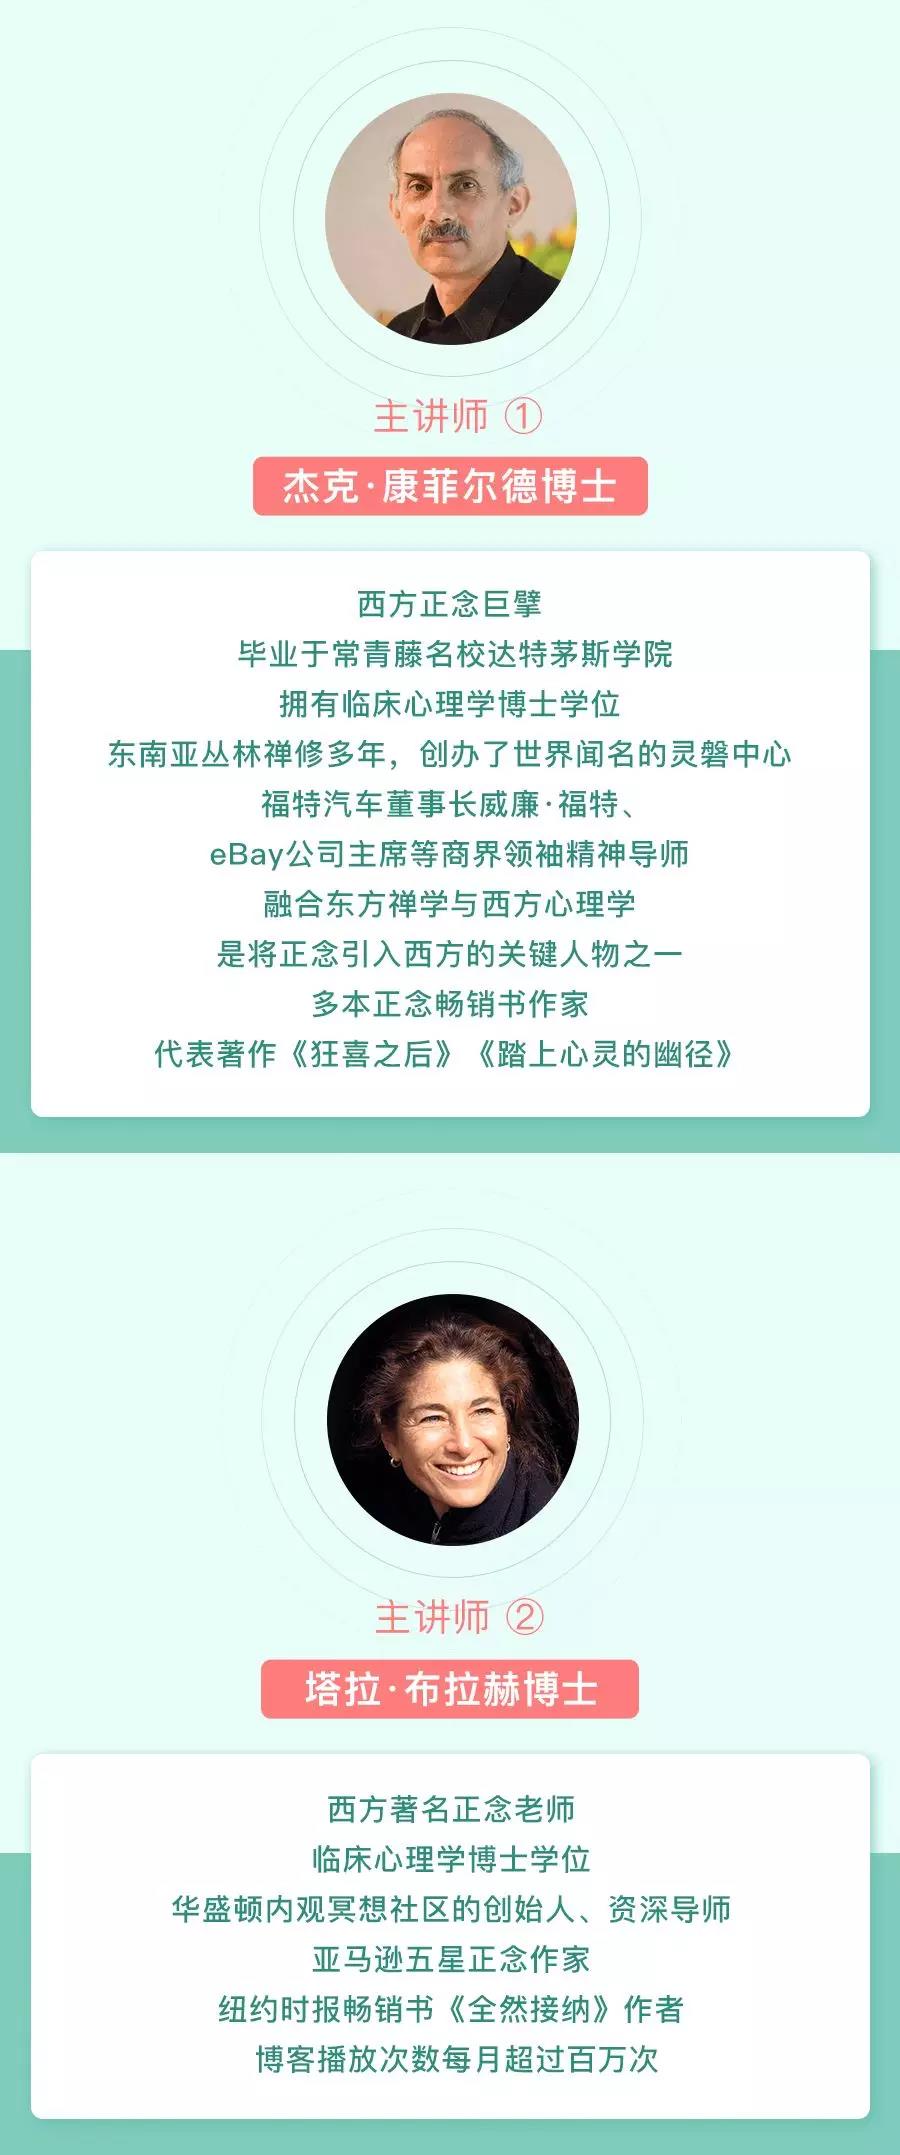 主讲师 ①
杰克·康菲尔德博士
西方正念巨擘
毕业于常青藤名校达特茅斯学院
拥有临床心理学博士学位
东南亚丛林禅修多年，创办了世界闻名的灵磐中心
福特汽车董事长威廉·福特、
eBay公司主席等商界领袖精神导师
融合东方禅学与西方心理学
是将正念引入西方的关键人物之一
多本正念畅销书作家
代表著作《狂喜之后》《踏上心灵的幽径》
主讲师 ②
塔拉·布拉赫博士
西方著名正念老师
临床心理学博士学位
华盛顿内观冥想社区的创始人、资深导师
亚马逊五星正念作家
纽约时报畅销书《全然接纳》作者
博客播放次数每月超过百万次